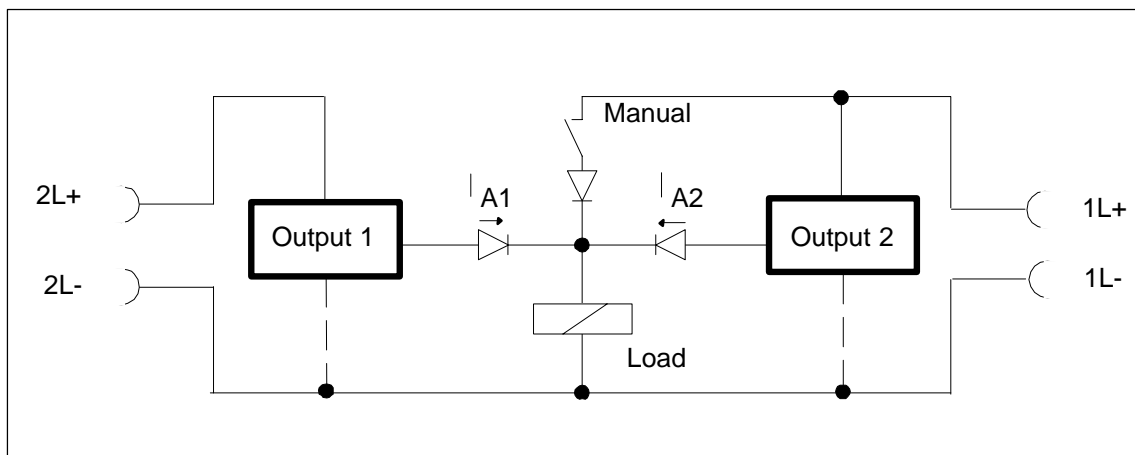 Manual
2L+
I A1
I A2
1L+
Output 1
Output 2
2L-
1L-
Load